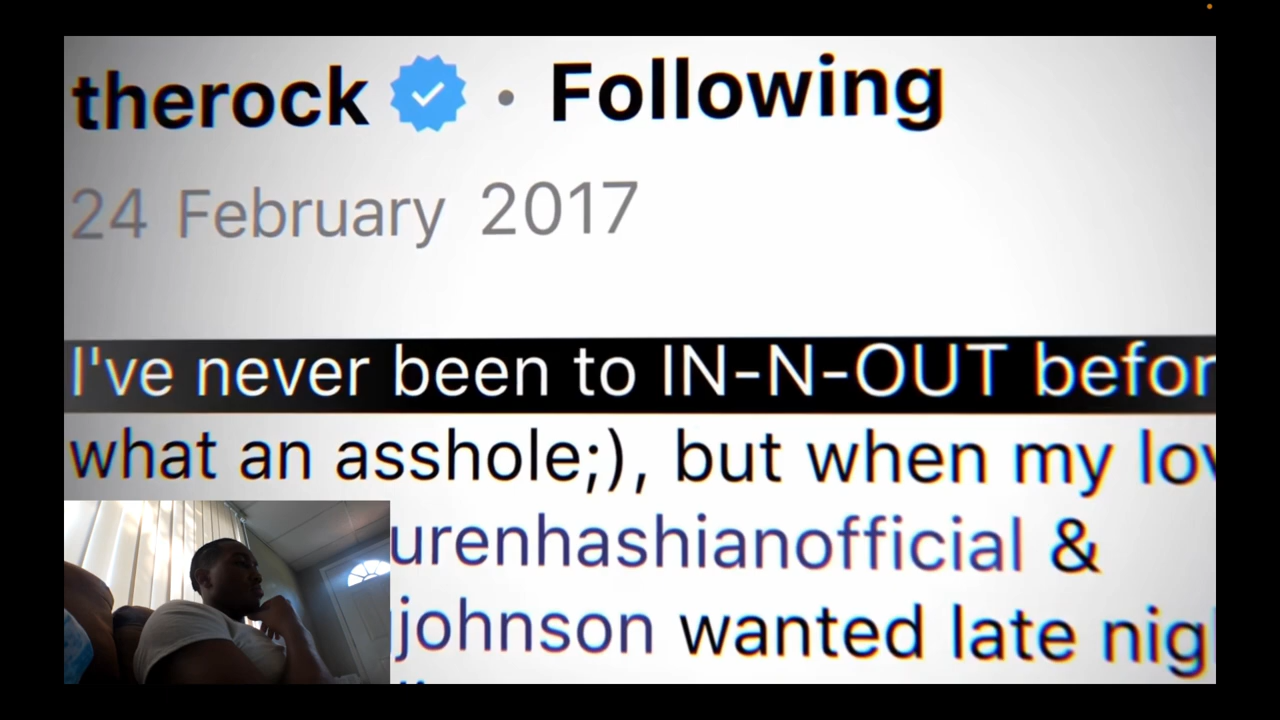 therock · Following
24 February 2017
I've never been to IN-N-OUT befor
what an asshole;), but when my lov
urenhashianofficial &
johnson wanted late nig